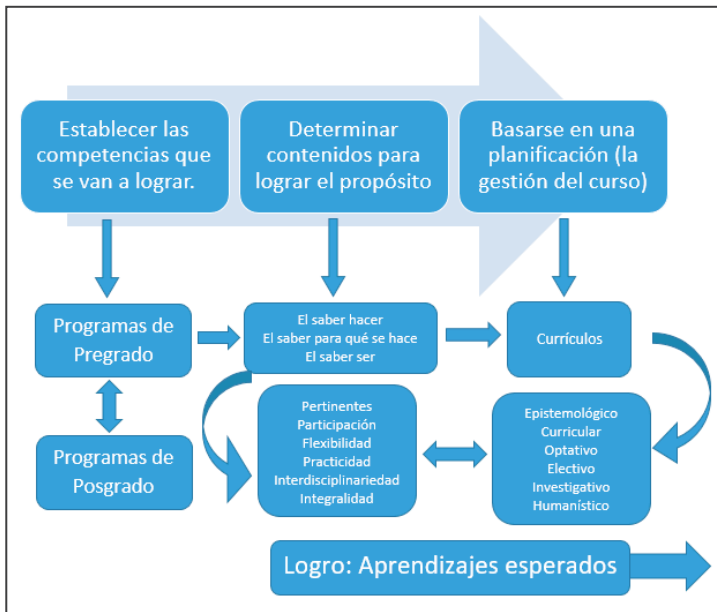 Establecer las
competencias que
se van a lograr.
Determinar
contenidos para
lograr el propósito
Basarse en una
planificación (la
gestión del curso)
Programas de
Pregrado
El saber hacer
El saber para qué se hace
El saber ser
Currículos
Programas de
Posgrado
Pertinentes
Participación
Flexibilidad
Practicidad
Interdisciplinariedad
Integralidad
Epistemológico
Curricular
Optativo
Electivo
Investigativo
Humanístico
Logro: Aprendizajes esperados